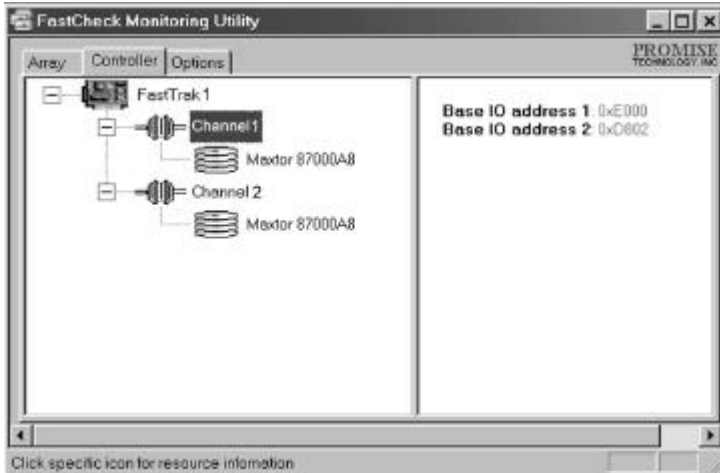 FastCheck Monitoring Utility
Array Controller Options
PROMISE
TECHNOLOGY, INC
FastTrak 1
Channel 1
Maxtor 87000A8
Channel 2
Maxtor 87000A8
Base IO address 1: 0xE000
Base IO address 2: 0xD802
Click specific icon for resource information